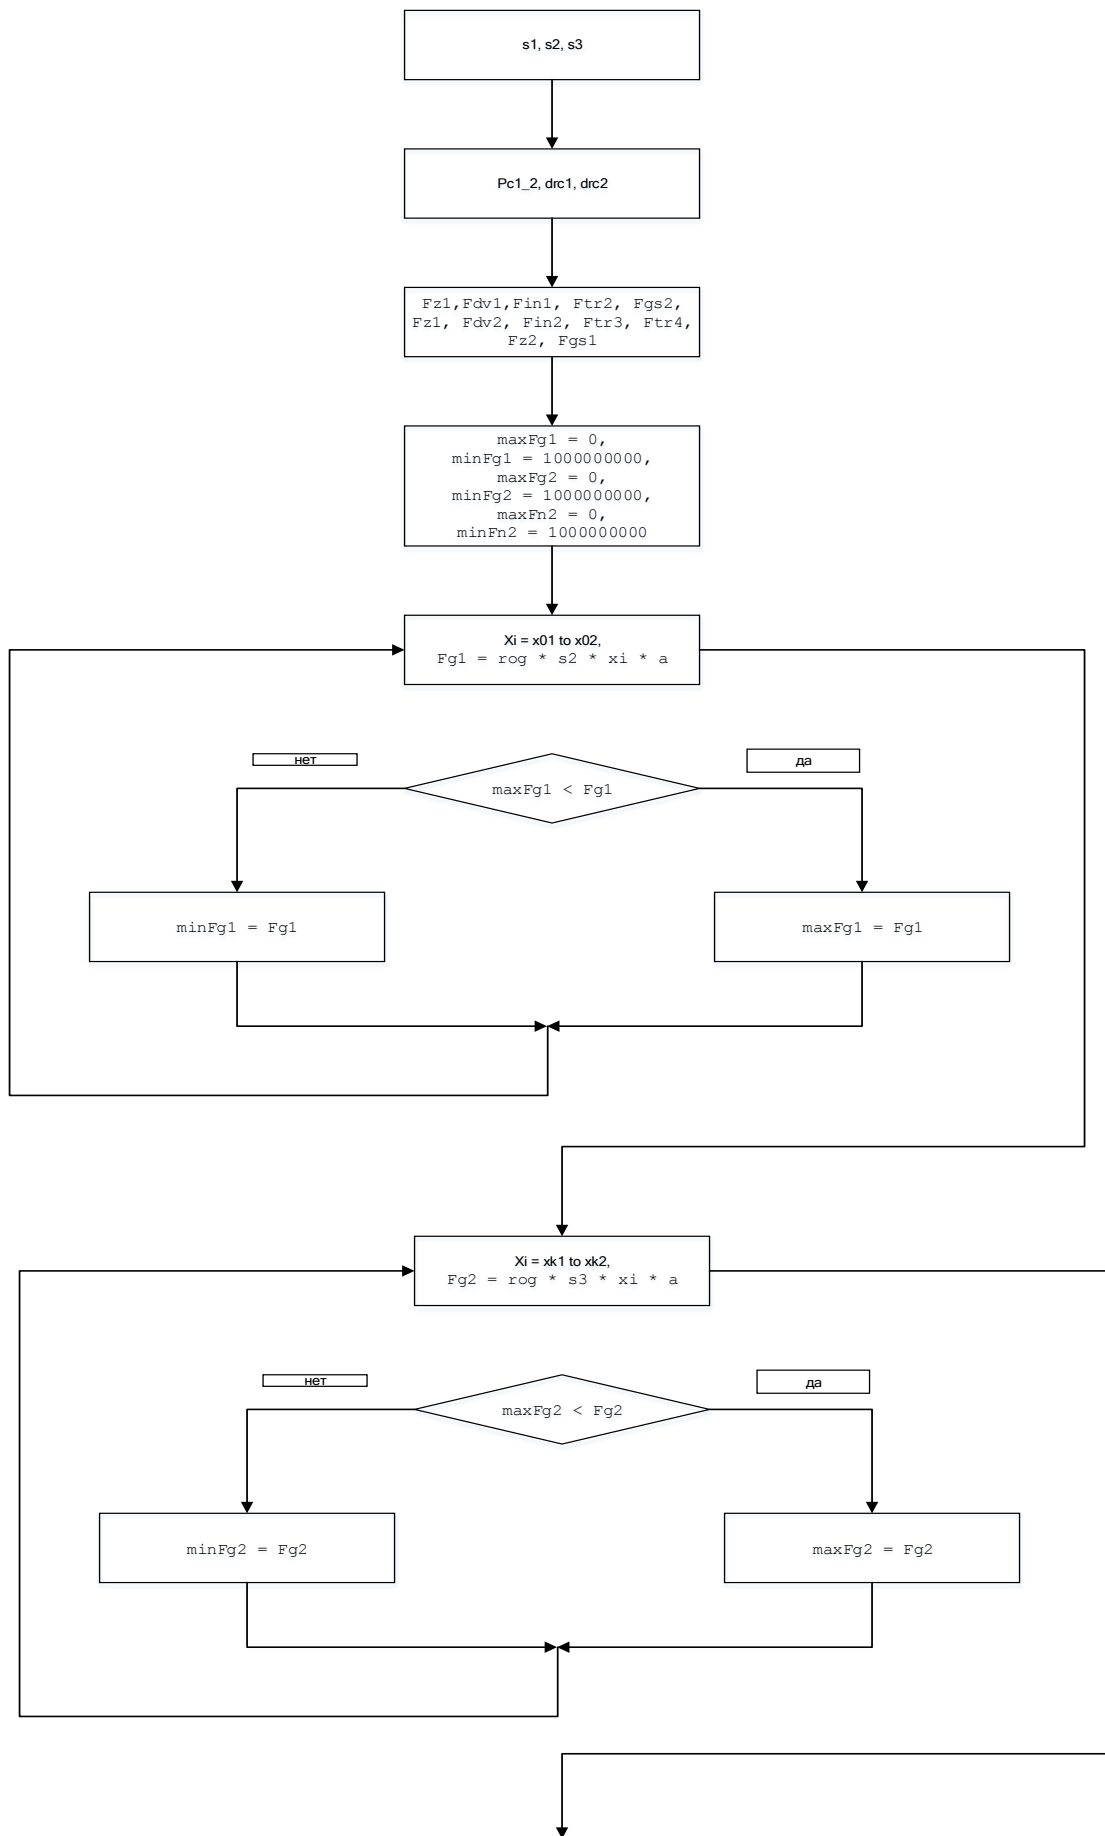 s1, s2, s3
Pc1_2, drc1, drc2
Fz1,Fdv1,Fin1, Ftr2, Fgs2,
Fz1, Fdv2, Fin2, Ftr3, Ftr4,
Fz2, Fgs1
maxFg1 = 0,
minFg1 = 1000000000,
maxFg2 = 0,
minFg2 = 1000000000,
maxFn2 = 0,
minFn2 = 1000000000
Xi = x01 to x02,
Fg1 = rog * s2 * xi * a
нет
да
maxFg1 < Fg1
minFg1 = Fg1
maxFg1 = Fg1
Xi = xk1 to xk2,
Fg2 = rog * s3 * xi * a
нет
да
maxFg2 < Fg2
minFg2 = Fg2
maxFg2 = Fg2